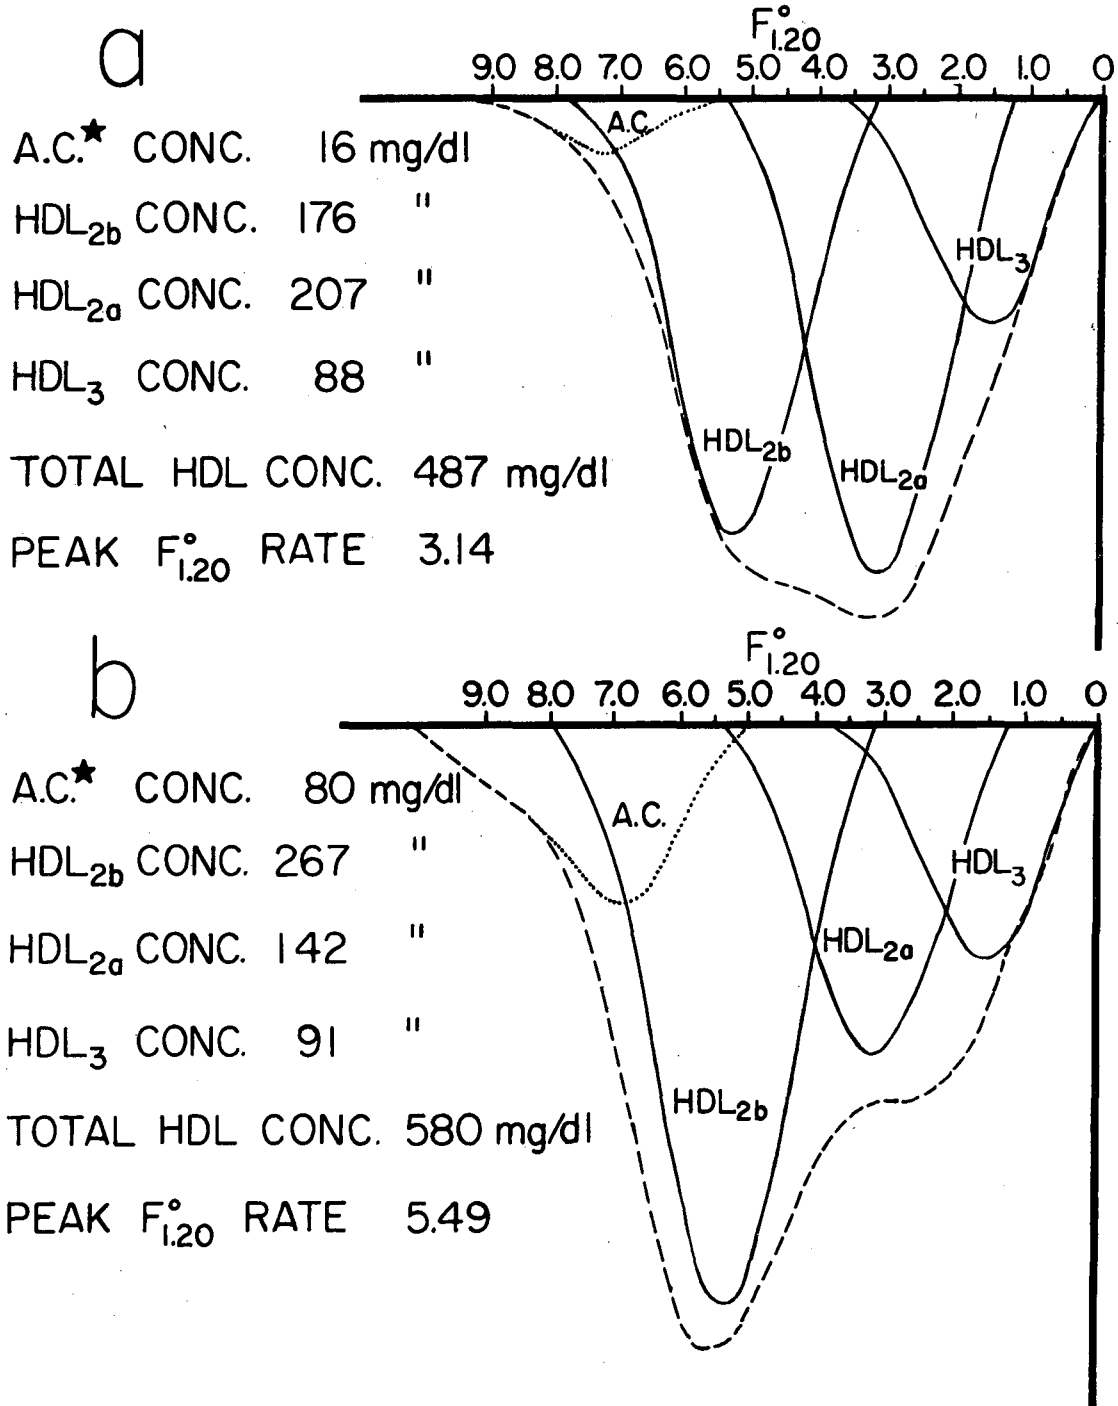 a
F°1.20
9.0 8.0 7.0 6.0 5.0 4.0 3.0 2.0 1.0 0
A.C.★ CONC. 16 mg/dl
HDL2b CONC. 176 "
HDL2a CONC. 207 "
HDL3 CONC. 88 "
TOTAL HDL CONC. 487 mg/dl
PEAK F°1.20 RATE 3.14
A.C.
HDL3
HDL2b
HDL2a
b
F°1.20
9.0 8.0 7.0 6.0 5.0 4.0 3.0 2.0 1.0 0
A.C.★ CONC. 80 mg/dl
HDL2b CONC. 267 "
HDL2a CONC. 142 "
HDL3 CONC. 91 "
TOTAL HDL CONC. 580 mg/dl
PEAK F°1.20 RATE 5.49
A.C.
HDL3
HDL2a
HDL2b